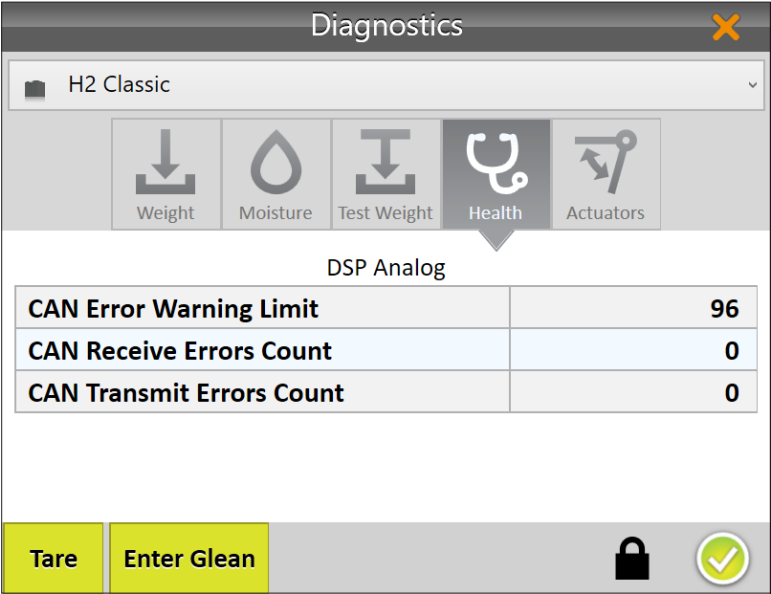 Diagnostics
H2 Classic
Weight
Moisture
Test Weight
Health
Actuators
DSP Analog
CAN Error Warning Limit 96
CAN Receive Errors Count 0
CAN Transmit Errors Count 0
Tare
Enter Glean